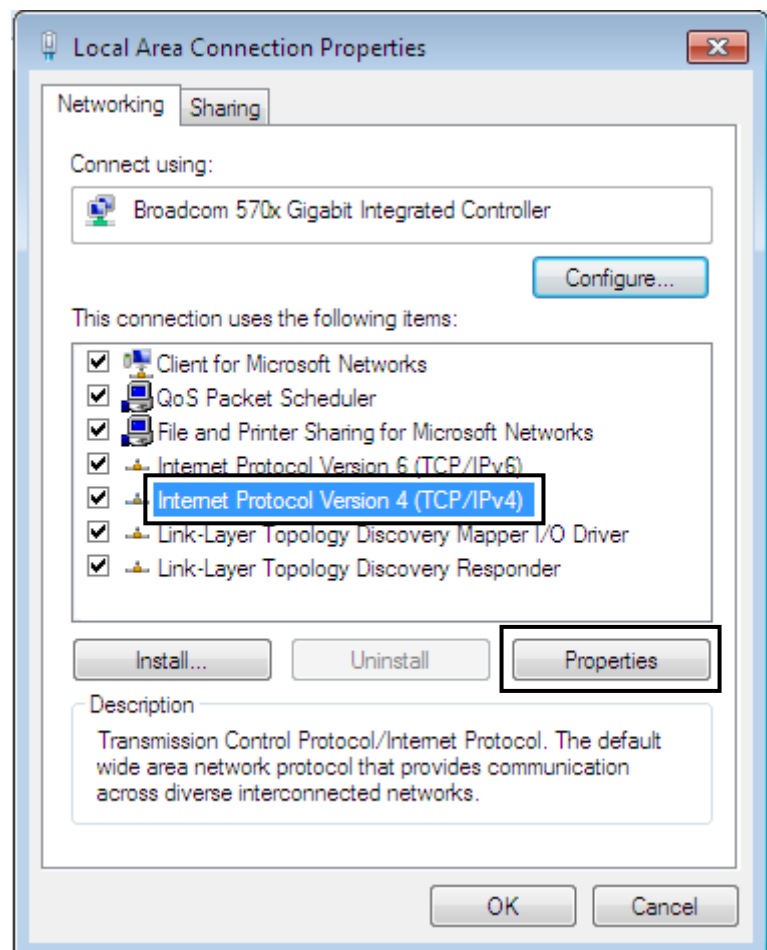 Local Area Connection Properties
Networking
Sharing
Connect using:
Broadcom 570x Gigabit Integrated Controller
Configure...
This connection uses the following items:
Client for Microsoft Networks
QoS Packet Scheduler
File and Printer Sharing for Microsoft Networks
Internet Protocol Version 6 (TCP/IPv6)
Internet Protocol Version 4 (TCP/IPv4)
Link-Layer Topology Discovery Mapper I/O Driver
Link-Layer Topology Discovery Responder
Install...
Uninstall
Properties
Description
Transmission Control Protocol/Internet Protocol. The default
wide area network protocol that provides communication
across diverse interconnected networks.
OK
Cancel